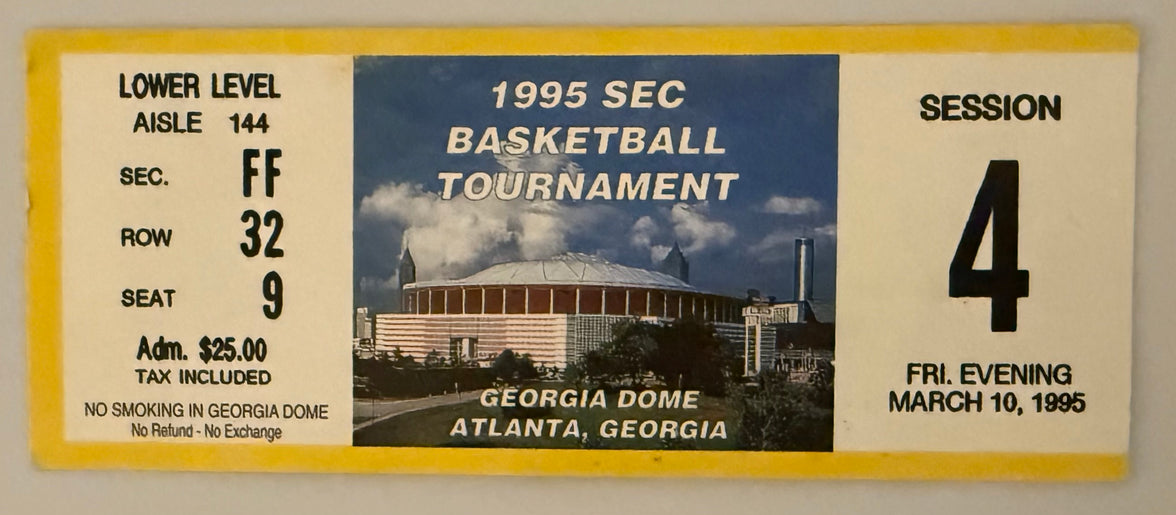 LOWER LEVEL
AISLE 144
SEC. FF
ROW 32
SEAT 9
Adm. $25.00
TAX INCLUDED
NO SMOKING IN GEORGIA DOME
No Refund - No Exchange
1995 SEC
BASKETBALL
TOURNAMENT
GEORGIA DOME
ATLANTA, GEORGIA
SESSION
4
FRI. EVENING
MARCH 10, 1995